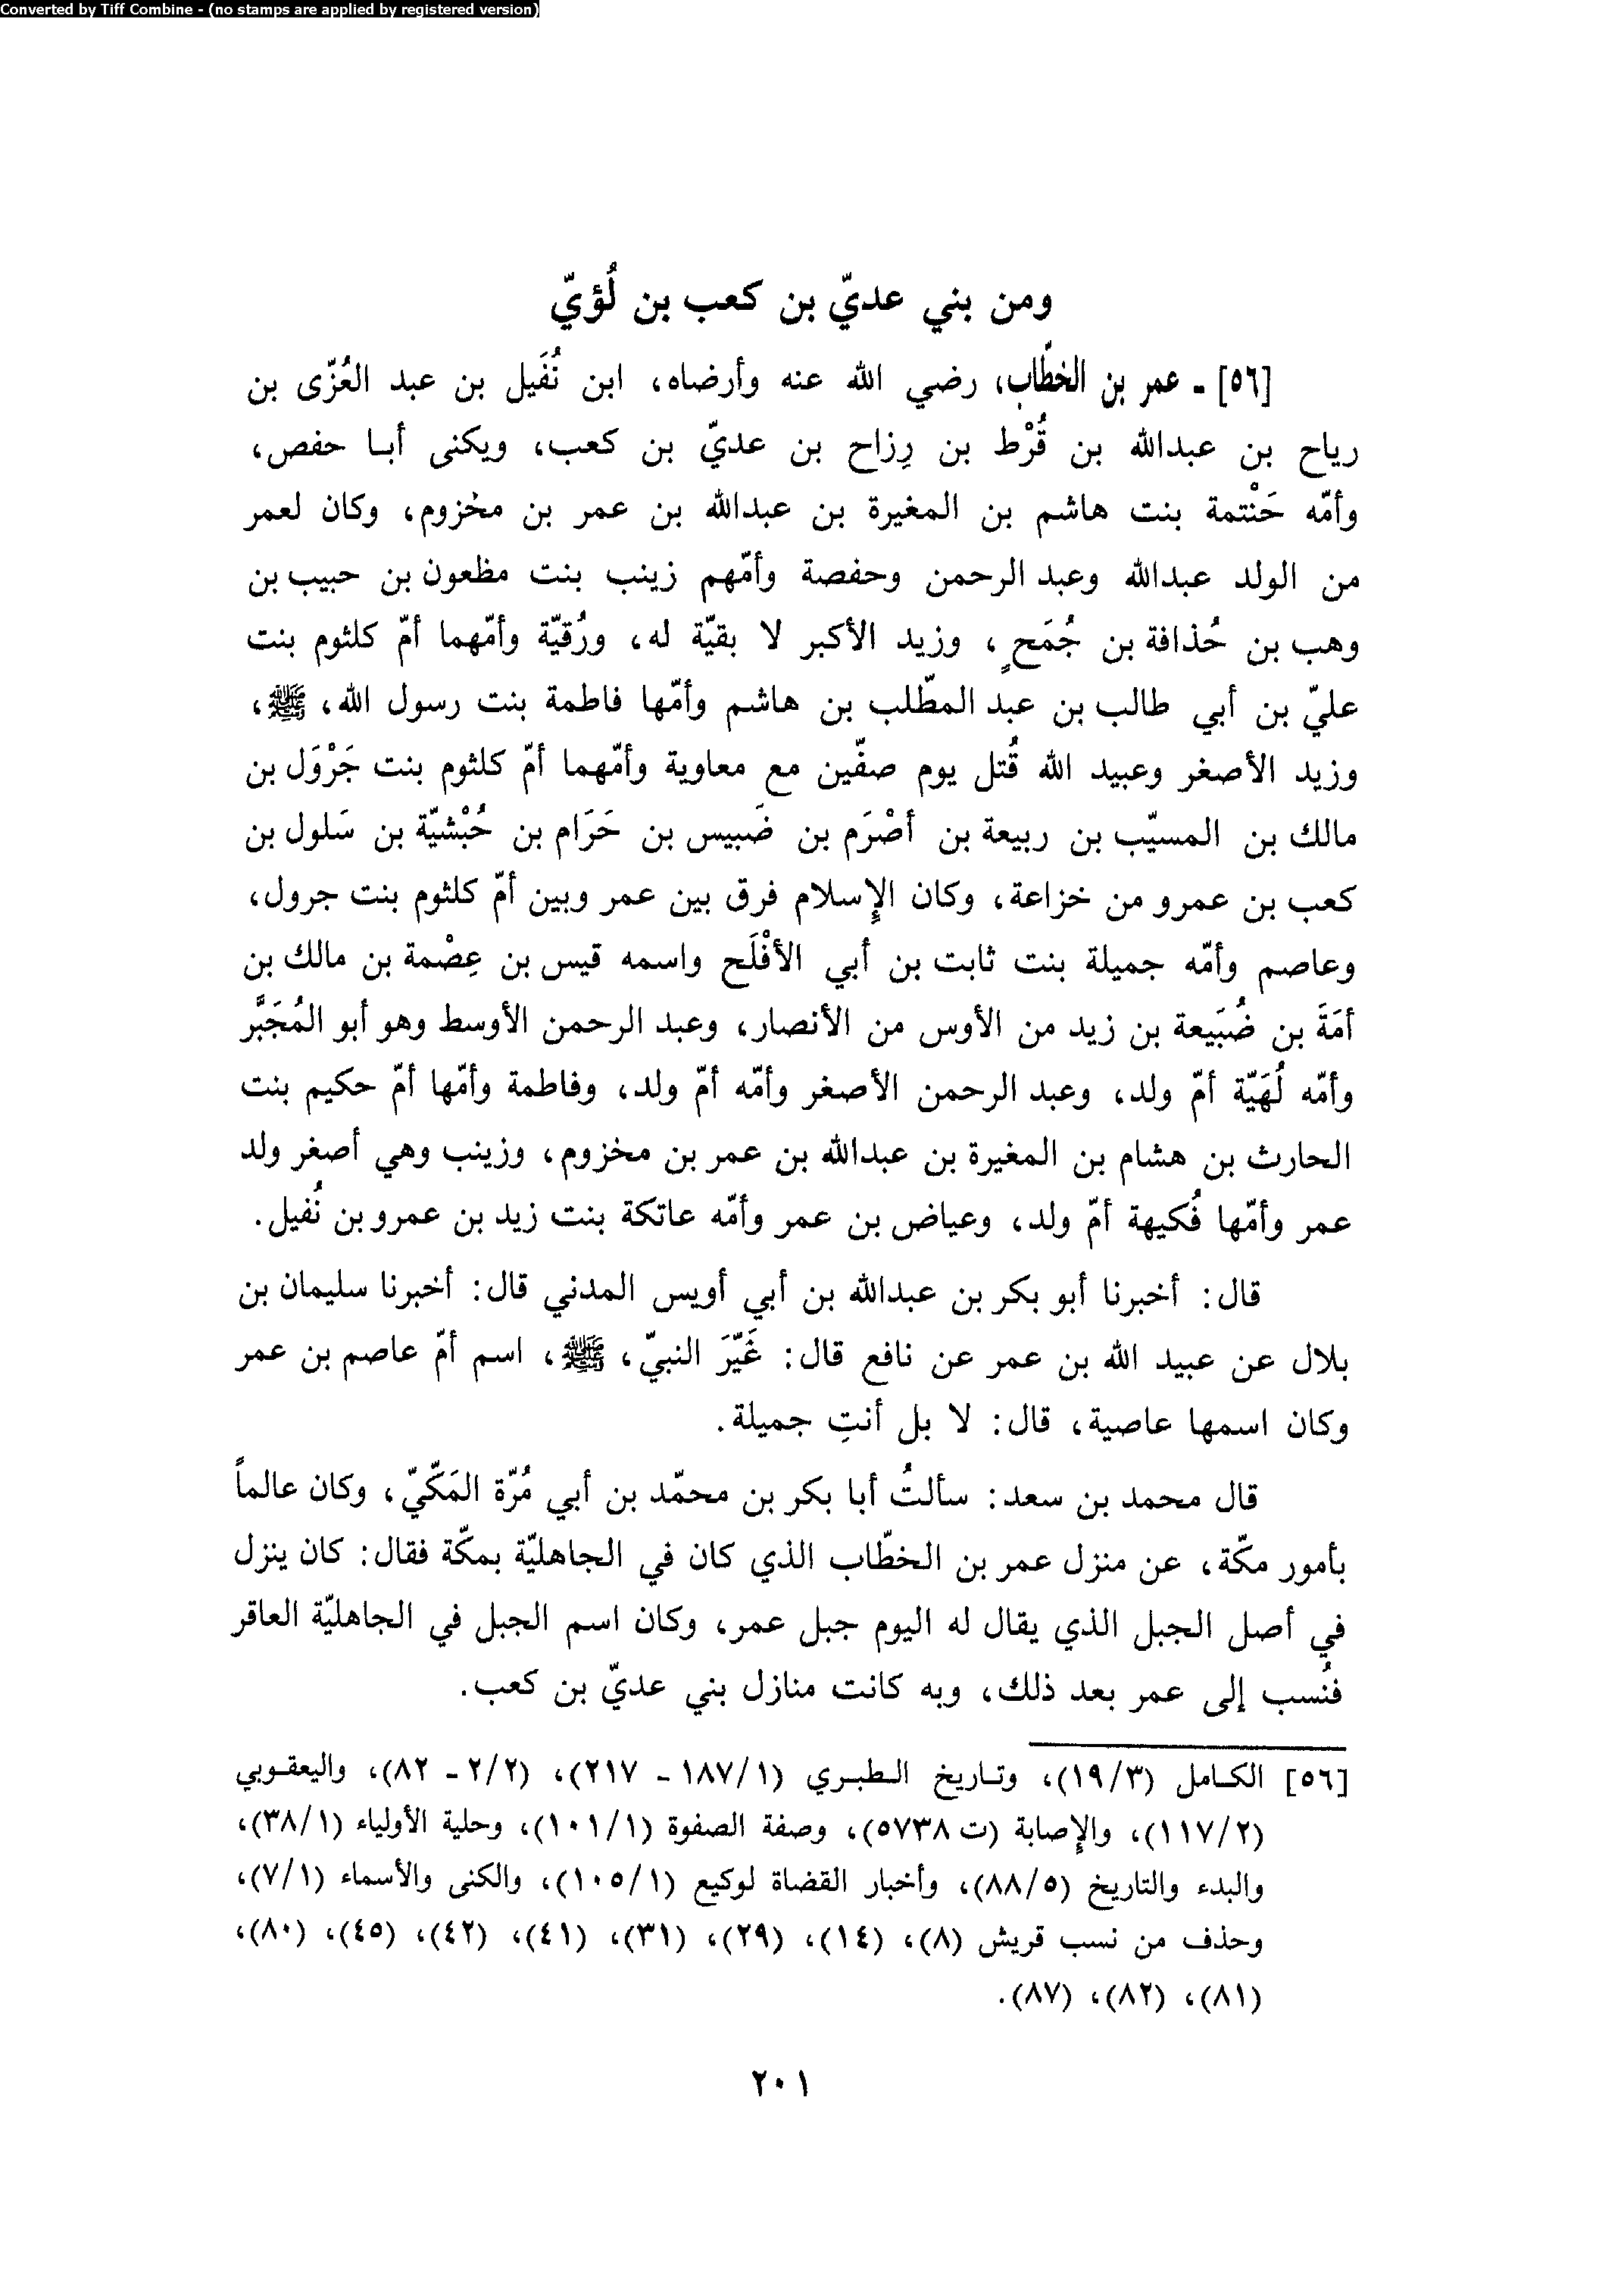 Converted by Tiff Combine - (no stamps are applied by registered version)
ومن بني عديّ بن كعب بن لُؤيّ
[٥٦] ـ عمر بن الخطّاب، رضي الله عنه وأرضاه، ابن نُفَيل بن عبد العُزّى بن
رياح بن عبدالله بن قُرْط بن رِزاح بن عديّ بن كعب، ويكنى أبا حفص،
وأمّه حَنْتمة بنت هاشم بن المغيرة بن عبدالله بن عمر بن مخزوم، وكان لعمر
من الولد عبدالله وعبد الرحمن وحفصة وأمّهم زينب بنت مظعون بن حبيب بن
وهب بن حُذافة بن جُمَحٍ، وزيد الأكبر لا بقيّة له، ورُقيّة وأمّهما أمّ كلثوم بنت
عليّ بن أبي طالب بن عبد المطّلب بن هاشم وأمّها فاطمة بنت رسول الله، ﷺ،
وزيد الأصغر وعبيد الله قُتل يوم صفّين مع معاوية وأمّهما أمّ كلثوم بنت جَرْوَل بن
مالك بن المسيّب بن ربيعة بن أصْرَم بن ضَبيس بن حَرَام بن حُبْشيّة بن سَلول بن
كعب بن عمرو من خزاعة، وكان الإسلام فرق بين عمر وبين أمّ كلثوم بنت جرول،
وعاصم وأمّه جميلة بنت ثابت بن أبي الأفْلَح واسمه قيس بن عِصْمة بن مالك بن
أمَةَ بن ضُبَيعة بن زيد من الأوس من الأنصار، وعبد الرحمن الأوسط وهو أبو المُجَبَّر
وأمّه لُهَيّة أمّ ولد، وعبد الرحمن الأصغر وأمّه أمّ ولد، وفاطمة وأمّها أمّ حكيم بنت
الحارث بن هشام بن المغيرة بن عبدالله بن عمر بن مخزوم، وزينب وهي أصغر ولد
عمر وأمّها فُكيهة أمّ ولد، وعياض بن عمر وأمّه عاتكة بنت زيد بن عمرو بن نُفيل.
قال: أخبرنا أبو بكر بن عبدالله بن أبي أويس المدني قال: أخبرنا سليمان بن
بلال عن عبيد الله بن عمر عن نافع قال: غَيّرَ النبيّ، ﷺ، اسم أمّ عاصم بن عمر
وكان اسمها عاصية، قال: لا بل أنتِ جميلة.
قال محمد بن سعد: سألتُ أبا بكر بن محمّد بن أبي مُرّة المَكّيّ، وكان عالماً
بأمور مكّة، عن منزل عمر بن الخطّاب الذي كان في الجاهليّة بمكّة فقال: كان ينزل
في أصل الجبل الذي يقال له اليوم جبل عمر، وكان اسم الجبل في الجاهليّة العاقر
فنُسب إلى عمر بعد ذلك، وبه كانت منازل بني عديّ بن كعب.
[٥٦] الكامل (١٩/٣)، وتاريخ الطبري (١٨٧/١ ـ ٢١٧)، (٢/٢ ـ ٨٢)، واليعقوبي
(١١٧/٢)، والإصابة (ت ٥٧٣٨)، وصفة الصفوة (١٠١/١)، وحلية الأولياء (٣٨/١)،
والبدء والتاريخ (٨٨/٥)، وأخبار القضاة لوكيع (١٠٥/١)، والكنى والأسماء (٧/١)،
وحذف من نسب قريش (٨)، (١٤)، (٢٩)، (٣١)، (٤١)، (٤٢)، (٤٥)، (٨٠)،
(٨١)، (٨٢)، (٨٧).
٢٠١